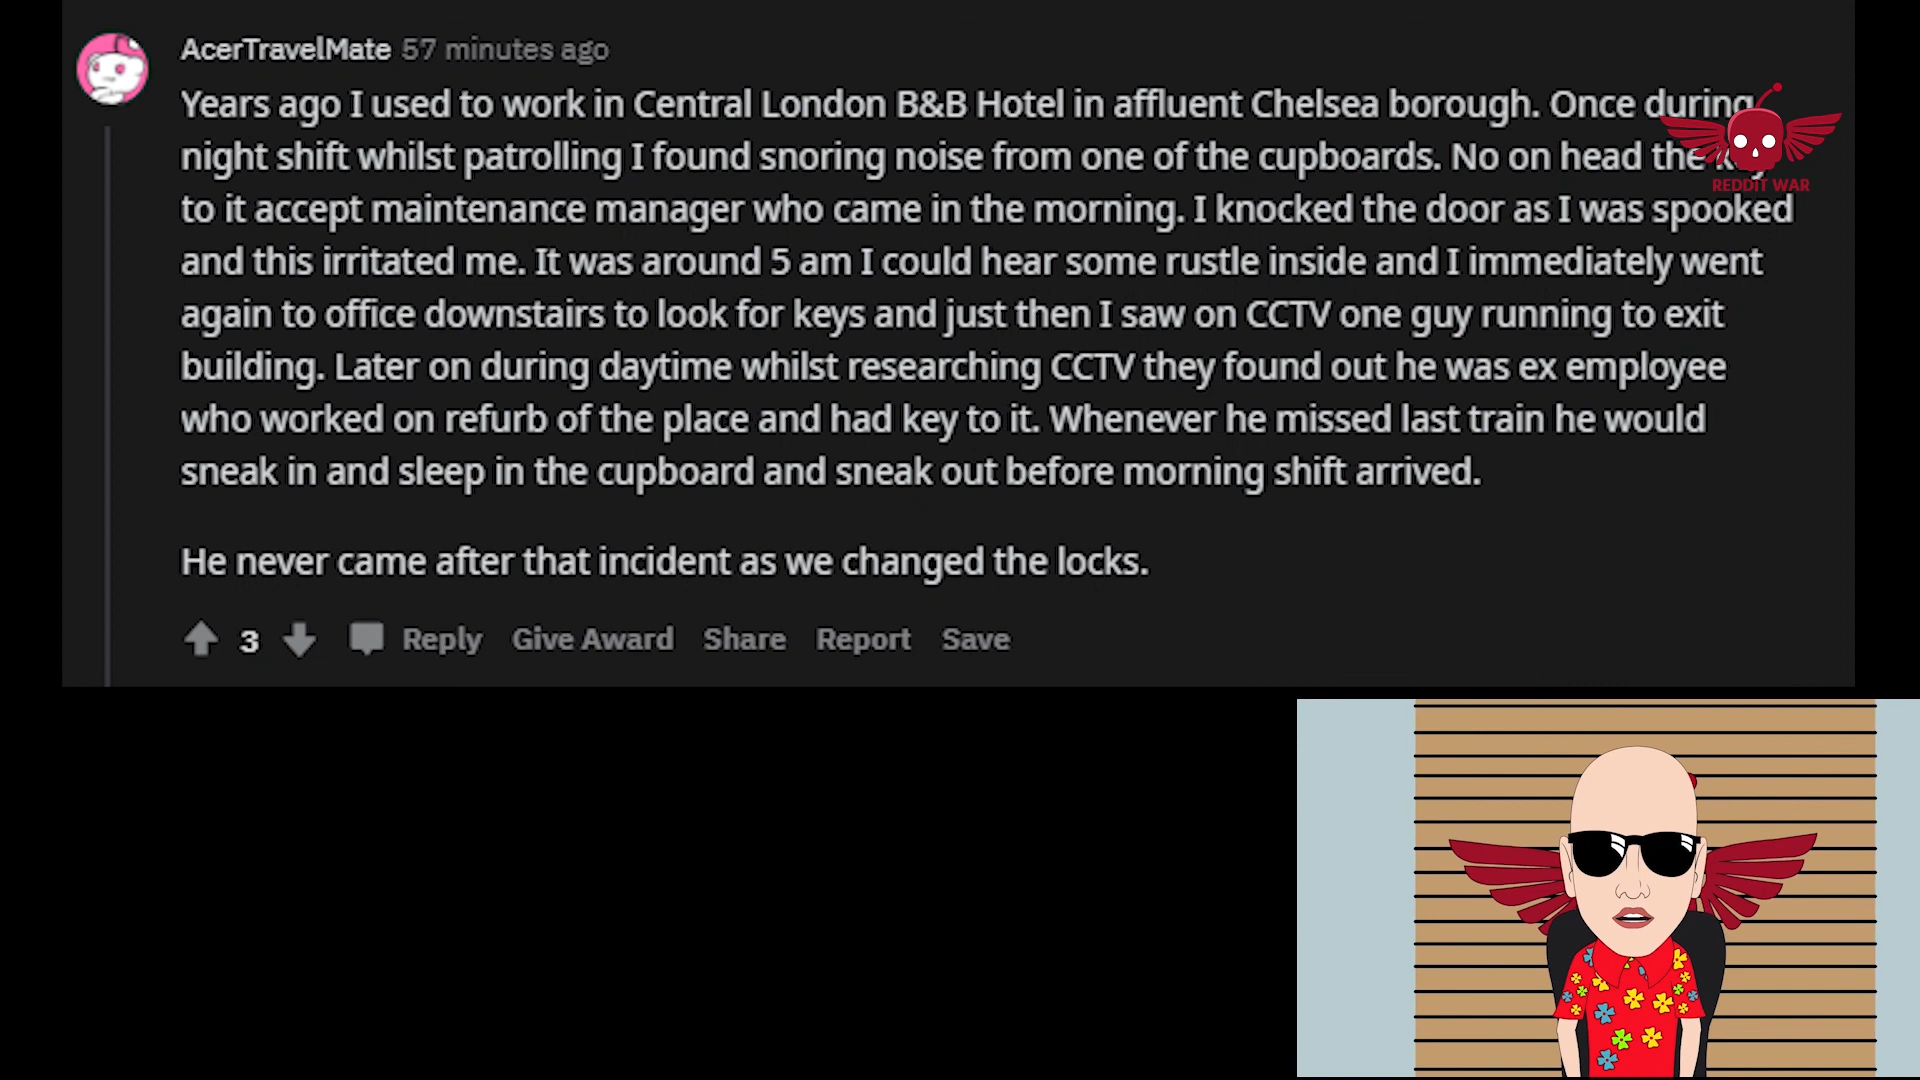 AcerTravelMate 57 minutes ago
Years ago I used to work in Central London B&B Hotel in affluent Chelsea borough. Once during
night shift whilst patrolling I found snoring noise from one of the cupboards. No on head the
to it accept maintenance manager who came in the morning. I knocked the door as I was spooked
and this irritated me. It was around 5 am I could hear some rustle inside and I immediately went
again to office downstairs to look for keys and just then I saw on CCTV one guy running to exit
building. Later on during daytime whilst researching CCTV they found out he was ex employee
who worked on refurb of the place and had key to it. Whenever he missed last train he would
sneak in and sleep in the cupboard and sneak out before morning shift arrived.
He never came after that incident as we changed the locks.
3 Reply Give Award Share Report Save
REDDIT WAR